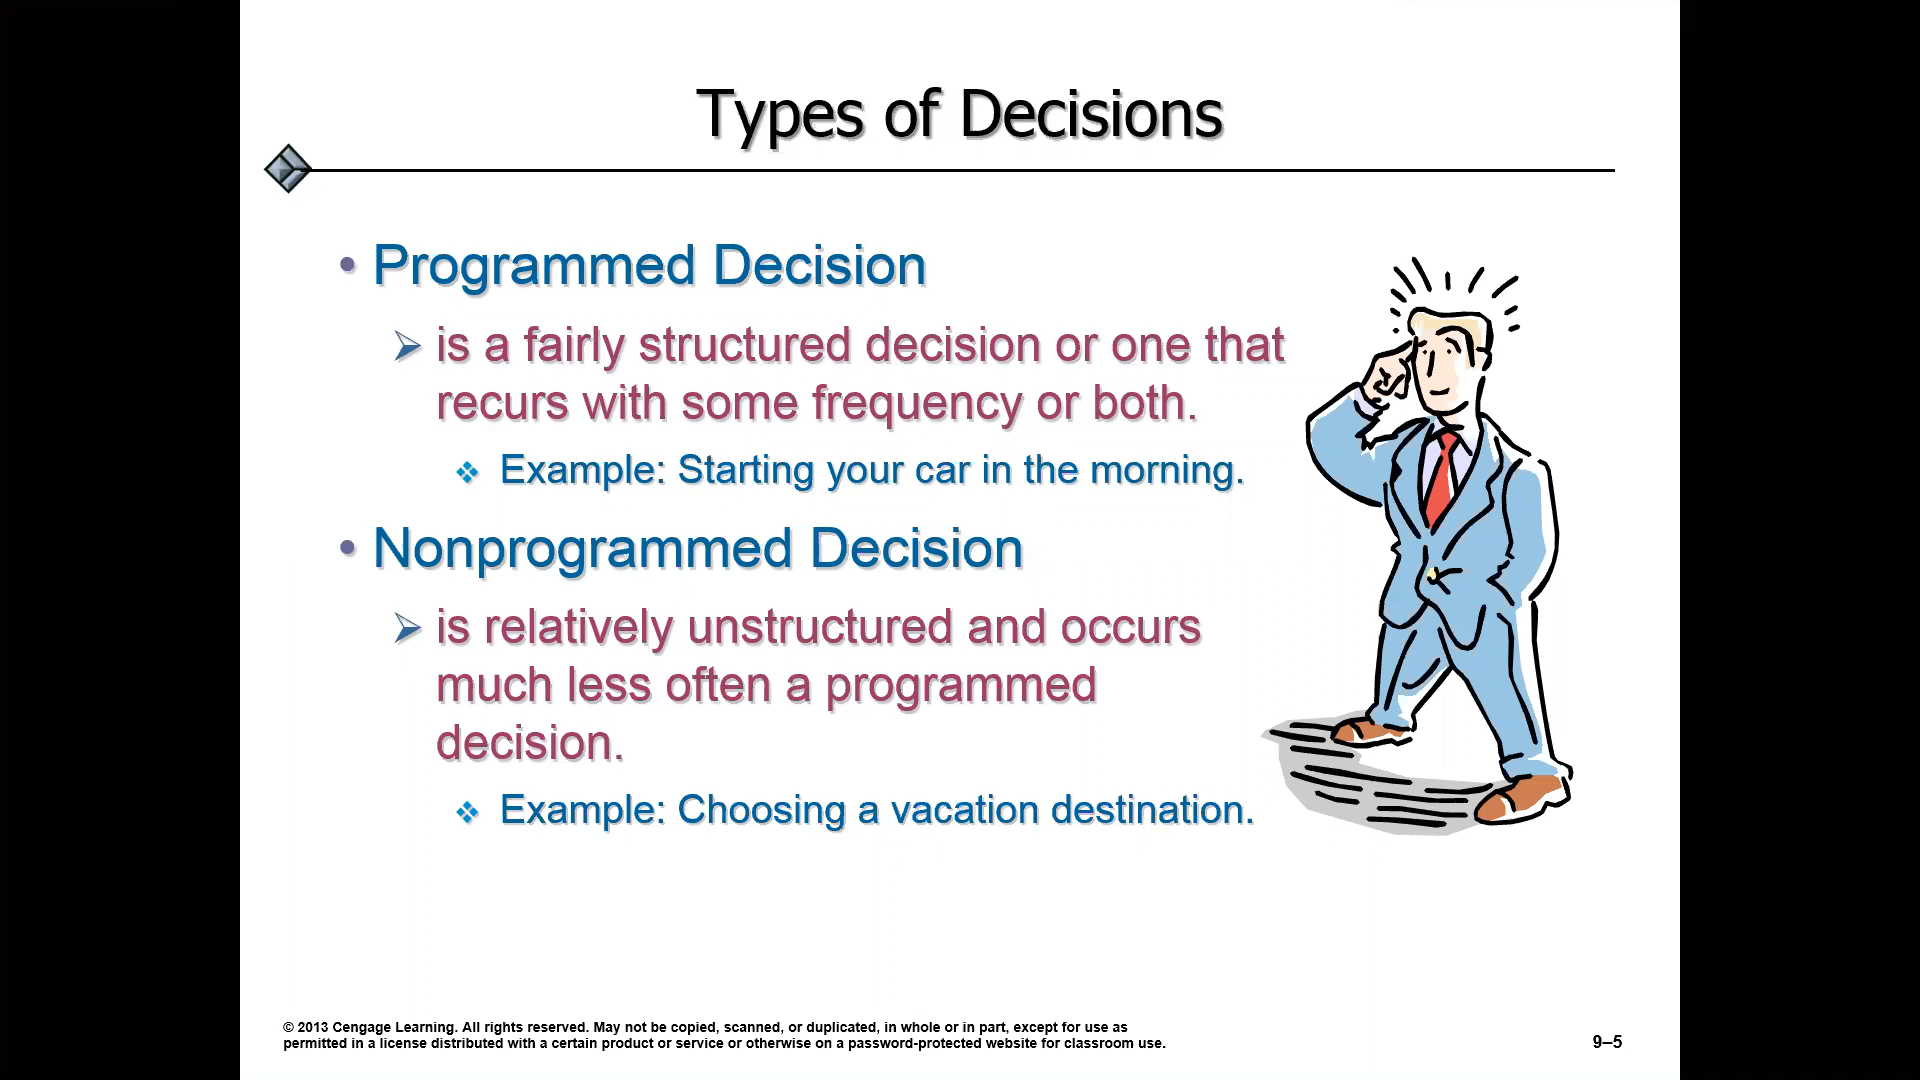 Types of Decisions
• Programmed Decision
is a fairly structured decision or one that
recurs with some frequency or both.
Example: Starting your car in the morning.
• Nonprogrammed Decision
is relatively unstructured and occurs
much less often a programmed
decision.
Example: Choosing a vacation destination.
© 2013 Cengage Learning. All rights reserved. May not be copied, scanned, or duplicated, in whole or in part, except for use as
permitted in a license distributed with a certain product or service or otherwise on a password-protected website for classroom use.
9–5